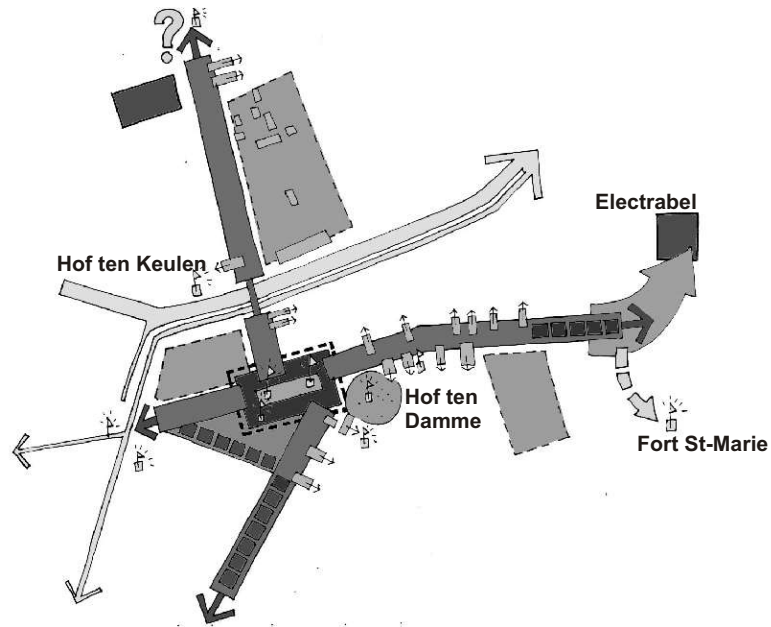 ?
Electrabel
Hof ten Keulen
Hof ten
Damme
Fort St-Marie